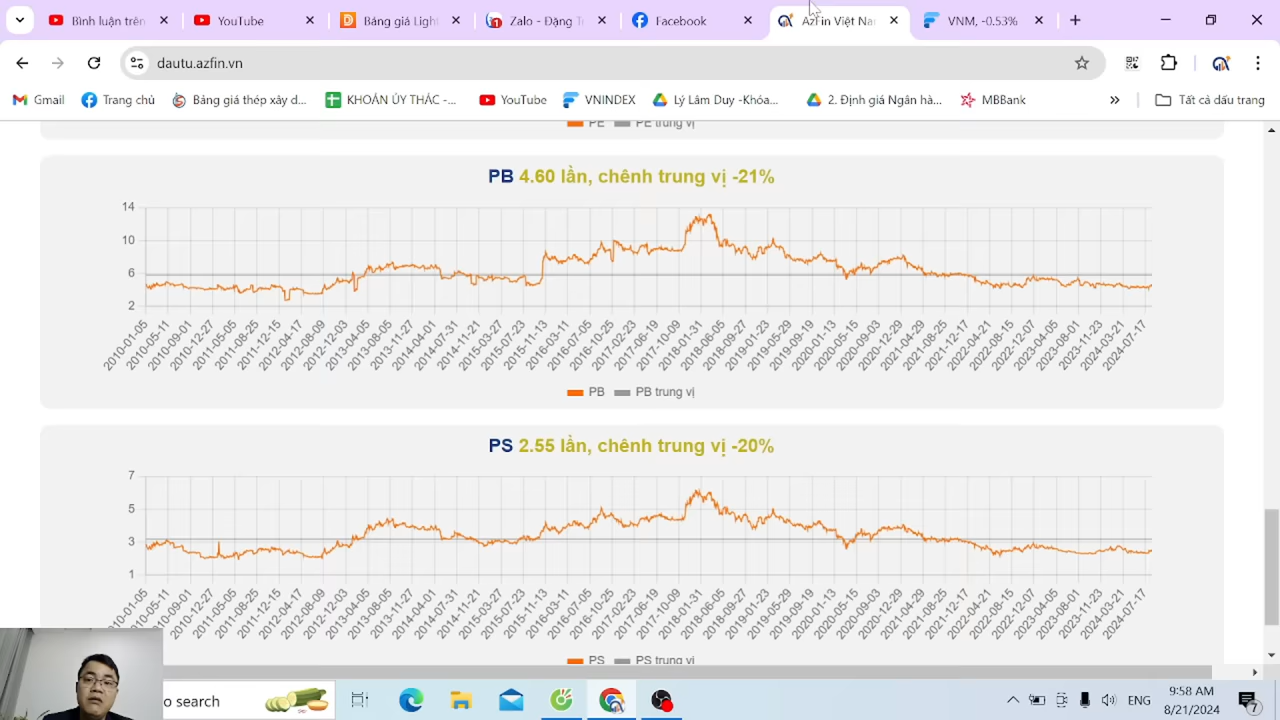 Bình luận trên
YouTube
Bảng giá Light
Zalo - Đặng T
Facebook
AzFin Việt Nam
VNM, -0.53%
dautu.azfin.vn
Gmail
Trang chủ
Bảng giá thép xây d...
KHOÁN ỦY THÁC -...
YouTube
VNINDEX
Lý Lâm Duy -Khóa...
2. Định giá Ngân hà...
MBBank
Tất cả dấu trang
PE PE trung vị
PB 4.60 lần, chênh trung vị -21%
14
10
6
2
2010-01-05 2010-05-11 2010-09-01 2010-12-27 2011-05-05 2011-08-25 2011-12-15 2012-04-17 2012-08-09 2012-12-03 2013-04-05 2013-08-05 2013-11-27 2014-04-01 2014-07-31 2014-11-21 2015-03-27 2015-07-23 2015-11-13 2016-03-11 2016-07-05 2016-10-25 2017-02-23 2017-06-19 2017-10-09 2018-01-31 2018-06-05 2018-09-27 2019-01-23 2019-05-29 2019-09-19 2020-01-13 2020-05-15 2020-09-03 2020-12-29 2021-04-29 2021-08-25 2021-12-17 2022-04-21 2022-08-15 2022-12-07 2023-04-05 2023-08-01 2023-11-23 2024-03-21 2024-07-17
PB PB trung vị
PS 2.55 lần, chênh trung vị -20%
7
5
3
1
2010-01-05 2010-05-11 2010-09-01 2010-12-27 2011-05-05 2011-08-25 2011-12-15 2012-04-17 2012-08-09 2012-12-03 2013-04-05 2013-08-05 2013-11-27 2014-04-01 2014-07-31 2014-11-21 2015-03-27 2015-07-23 2015-11-13 2016-03-11 2016-07-05 2016-10-25 2017-02-23 2017-06-19 2017-10-09 2018-01-31 2018-06-05 2018-09-27 2019-01-23 2019-05-29 2019-09-19 2020-01-13 2020-05-15 2020-09-03 2020-12-29 2021-04-29 2021-08-25 2021-12-17 2022-04-21 2022-08-15 2022-12-07 2023-04-05 2023-08-01 2023-11-23 2024-03-21 2024-07-17
PS PS trung vị
o search
ENG
9:58 AM
8/21/2024
7